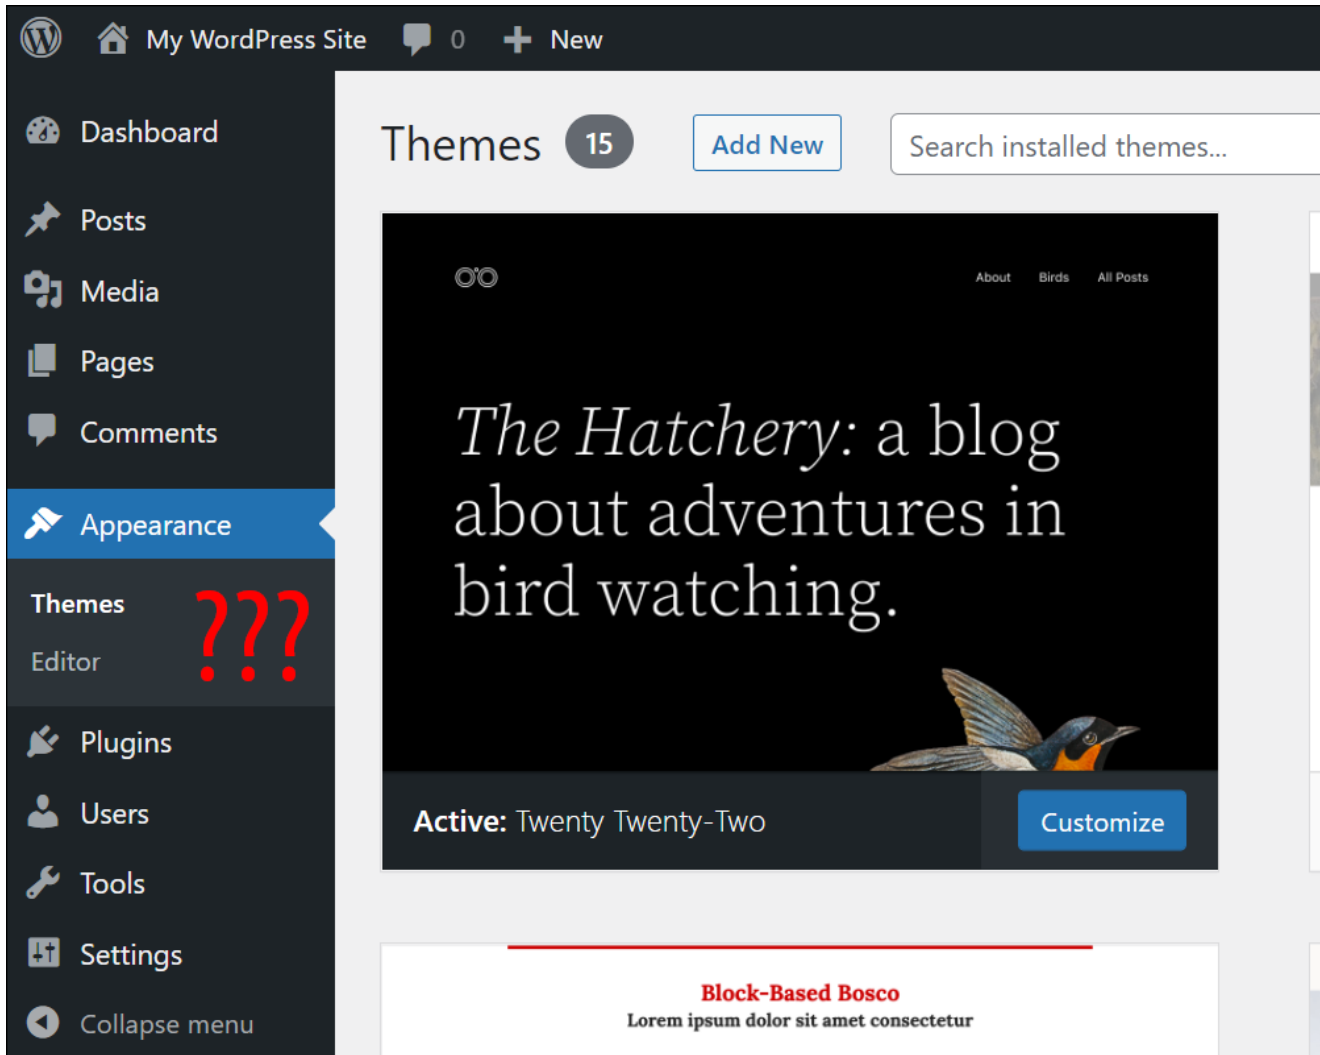 My WordPress Site 0 New
Dashboard
Posts
Media
Pages
Comments
Appearance
Themes
Editor
???
Plugins
Users
Tools
Settings
Collapse menu
Themes 15 Add New Search installed themes...
About Birds All Posts
The Hatchery: a blog
about adventures in
bird watching.
Active: Twenty Twenty-Two Customize
Block-Based Bosco
Lorem ipsum dolor sit amet consectetur